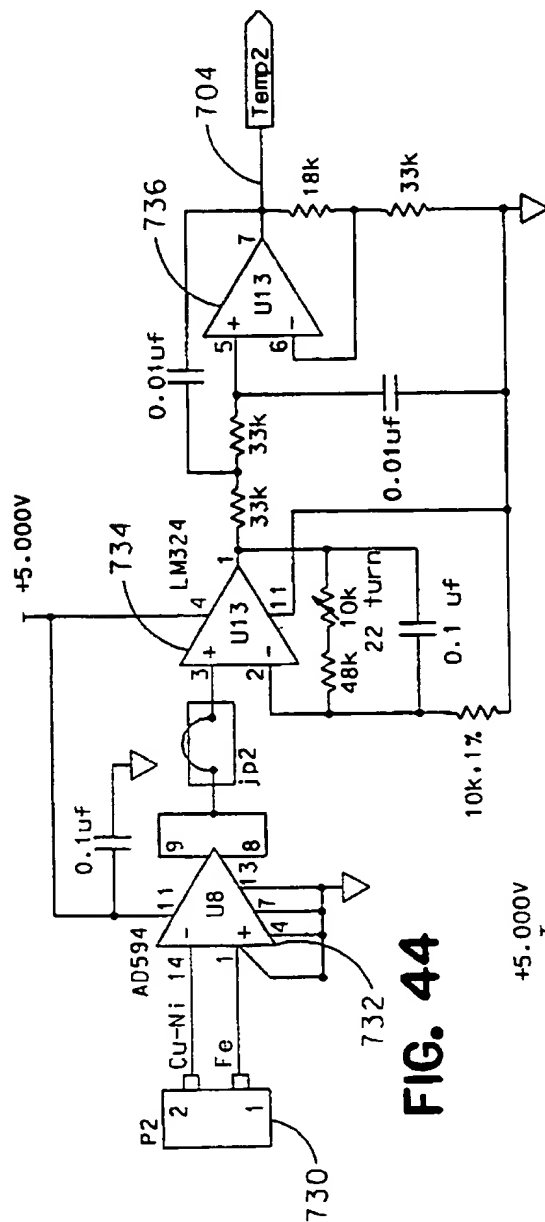 +5.000V
0.1uf
AD594
P2
2
1
Cu-Ni
Fe
14
1
-
+
U8
11
9
8
13
7
4
jp2
734
LM324
3
2
+
-
U13
4
11
1
48k
10k
22 turn
0.1 uf
10k.1%
33k
33k
0.01uf
0.01uf
5
6
+
-
U13
7
736
704
Temp2
18k
33k
730
732
FIG. 44
+5.000V